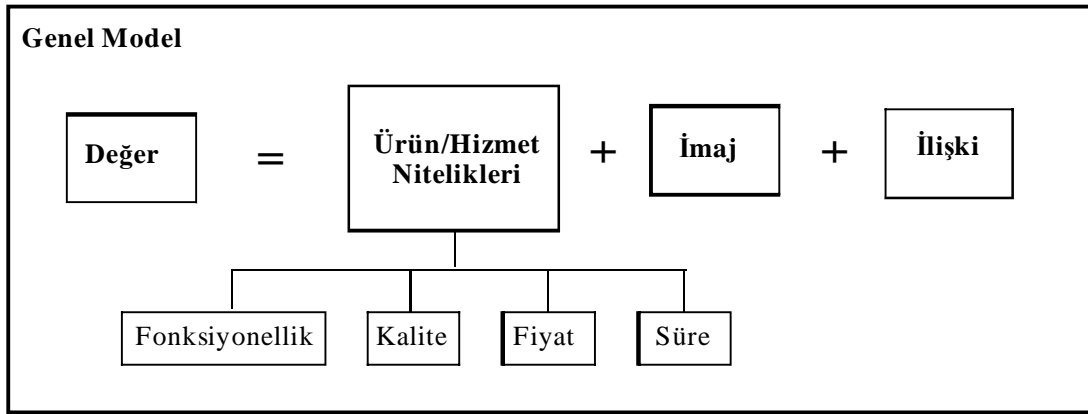 Genel Model
Değer = Ürün/Hizmet Nitelikleri + İmaj + İlişki
Fonksiyonellik Kalite Fiyat Süre